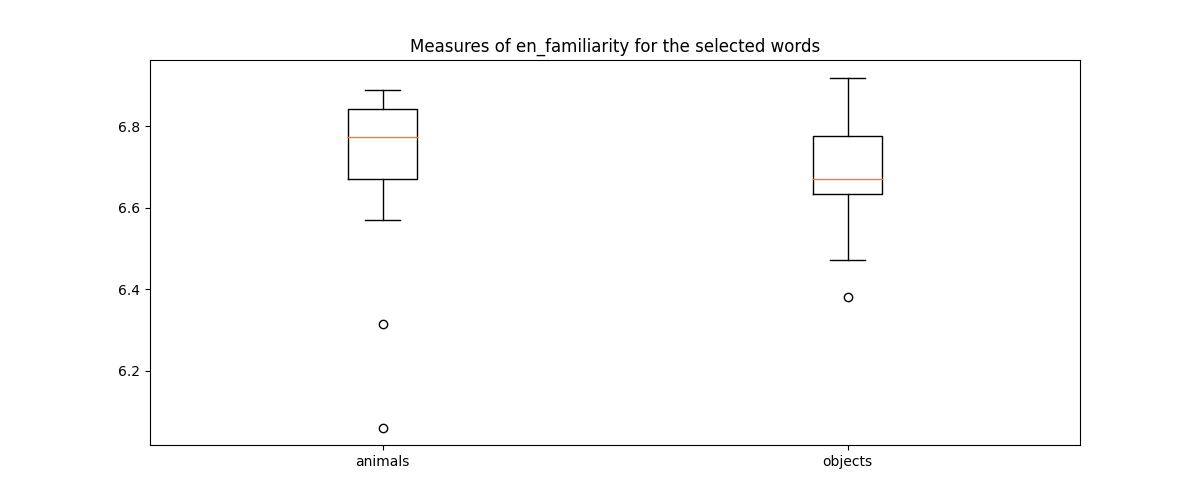 Measures of en_familiarity for the selected words
6.8
6.6
6.4
6.2
animals
objects